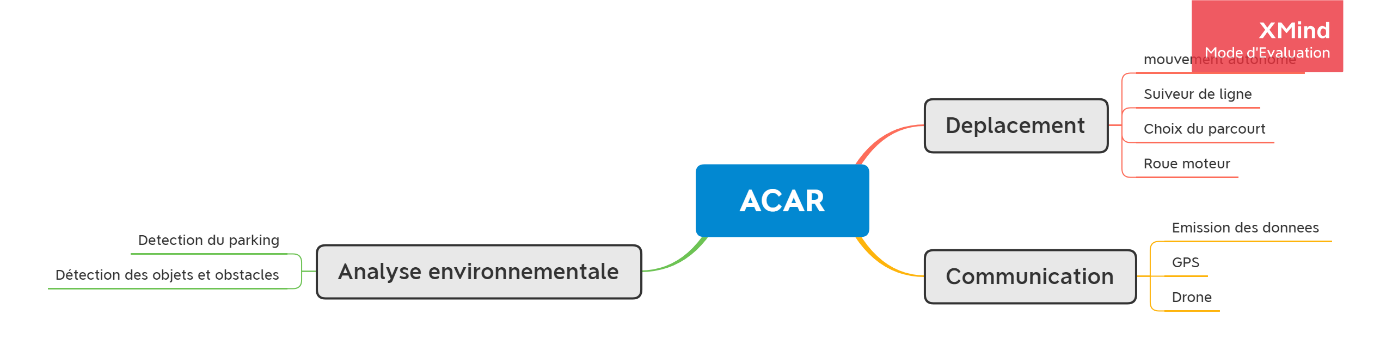 XMind
Mode d'Evaluation
mouvement autonome
Suiveur de ligne
Deplacement
Choix du parcourt
Roue moteur
ACAR
Emission des donnees
Detection du parking
GPS
Analyse environnementale
Communication
Détection des objets et obstacles
Drone